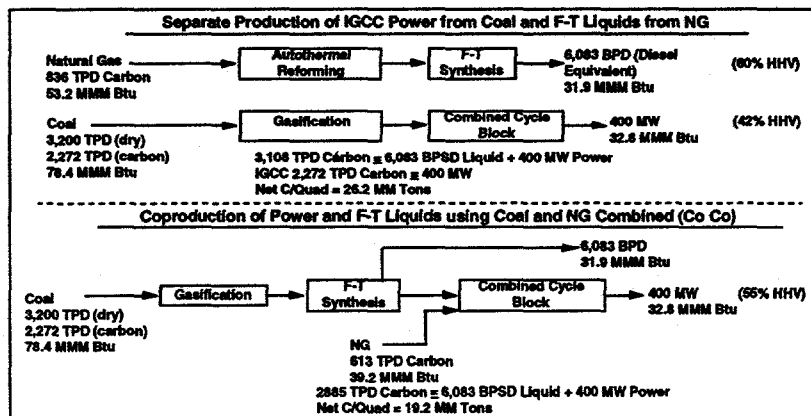 Separate Production of IGCC Power from Coal and F-T Liquids from NG
Natural Gas
836 TPD Carbon
53.2 MMM Btu
Autothermal
Reforming
F-T
Synthesis
6,083 BPD (Diesel
Equivalent)
31.9 MMM Btu
(60% HHV)
Coal
3,200 TPD (dry)
2,272 TPD (carbon)
78.4 MMM Btu
Gasification
Combined Cycle
Block
400 MW
32.8 MMM Btu
(42% HHV)
3,108 TPD Carbon = 6,083 BPSD Liquid + 400 MW Power
IGCC 2,272 TPD Carbon = 400 MW
Net C/Quad = 26.2 MM Tons
Coproduction of Power and F-T Liquids using Coal and NG Combined (Co Co)
6,083 BPD
31.9 MMM Btu
Coal
3,200 TPD (dry)
2,272 TPD (carbon)
78.4 MMM Btu
Gasification
F-T
Synthesis
Combined Cycle
Block
400 MW
32.8 MMM Btu
(55% HHV)
NG
613 TPD Carbon
39.2 MMM Btu
2885 TPD Carbon = 6,083 BPSD Liquid + 400 MW Power
Net C/Quad = 19.2 MM Tons